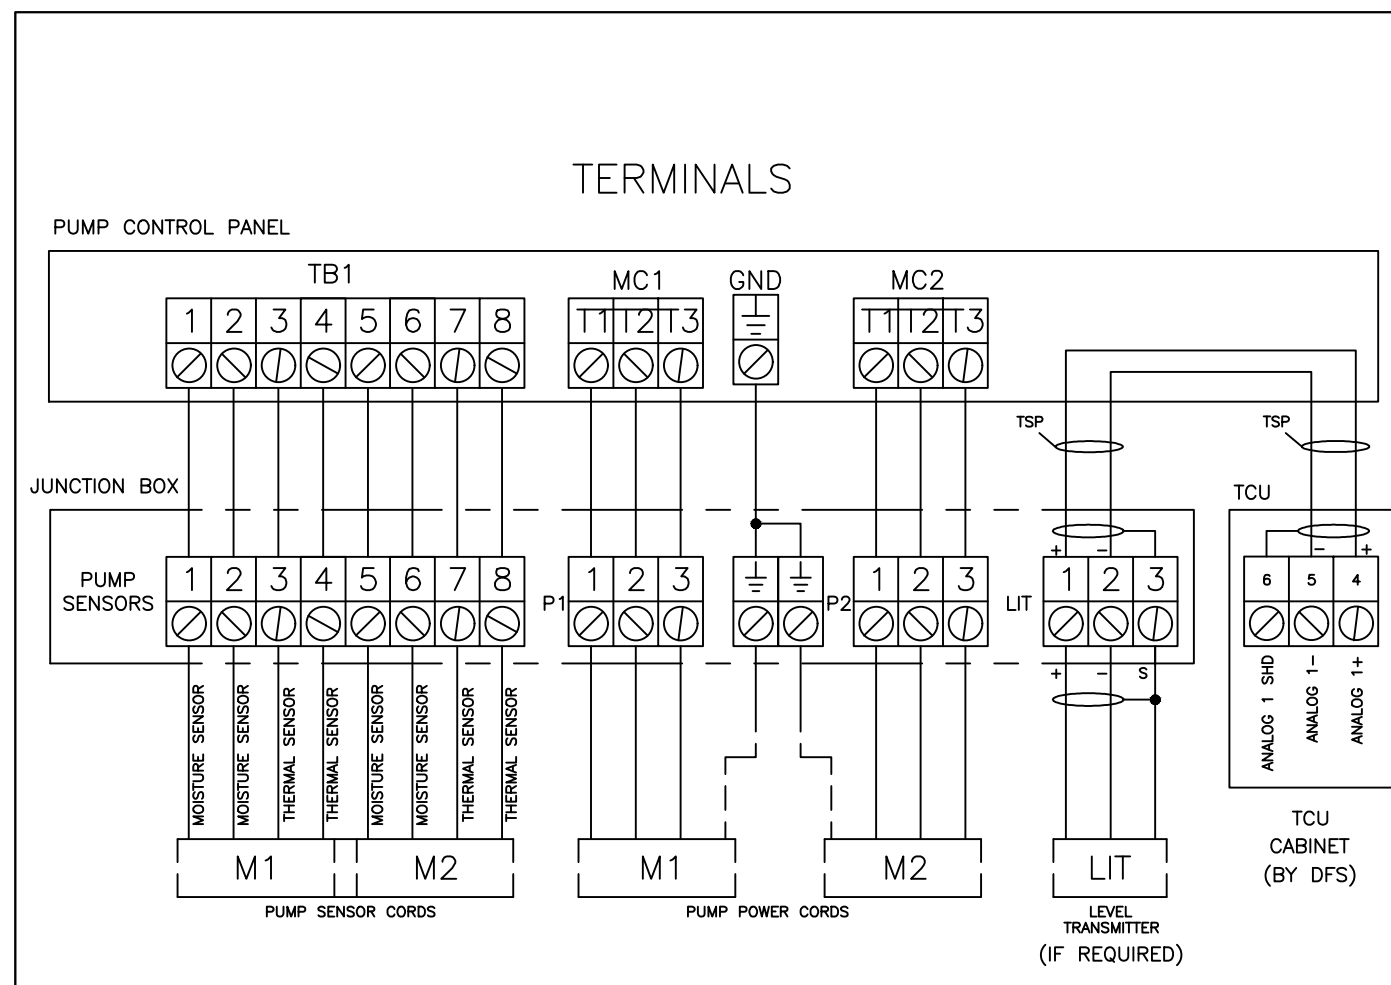 TERMINALS
PUMP CONTROL PANEL
TB1
MC1
GND
MC2
1 2 3 4 5 6 7 8
T1 T2 T3
T1 T2 T3
TSP
TSP
JUNCTION BOX
TCU
+ −
− +
PUMP
SENSORS
1 2 3 4 5 6 7 8
P1
1 2 3
P2
1 2 3
LIT
1 2 3
6 5 4
+ − S
MOISTURE SENSOR
MOISTURE SENSOR
THERMAL SENSOR
THERMAL SENSOR
MOISTURE SENSOR
MOISTURE SENSOR
THERMAL SENSOR
THERMAL SENSOR
ANALOG 1 SHD
ANALOG 1−
ANALOG 1+
M1
M2
M1
M2
LIT
PUMP SENSOR CORDS
PUMP POWER CORDS
LEVEL
TRANSMITTER
(IF REQUIRED)
TCU
CABINET
(BY DFS)